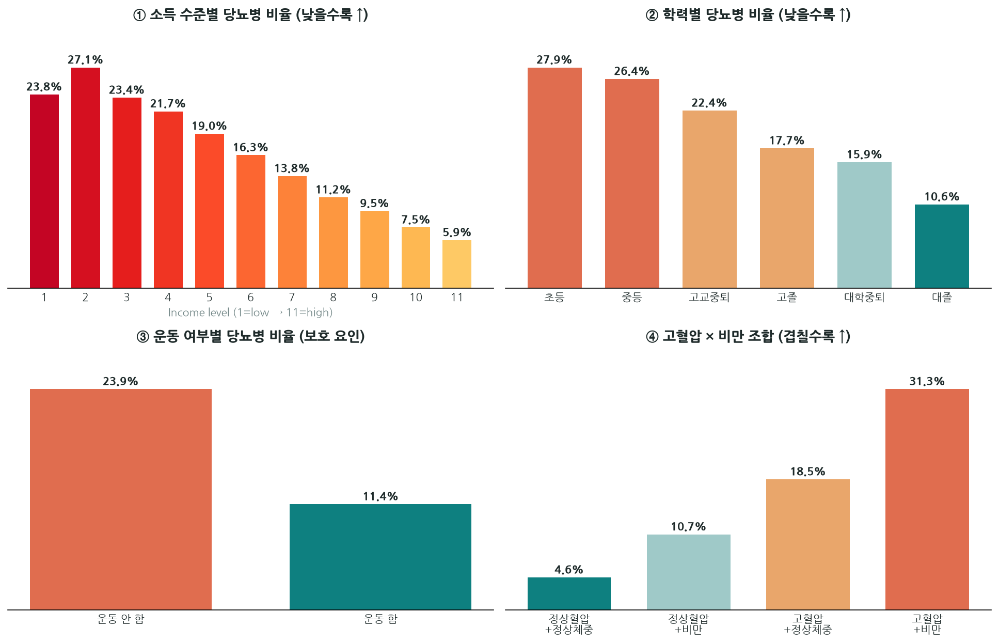 ① 소득 수준별 당뇨병 비율 (낮을수록 ↑)
27.1%
23.8%
23.4%
21.7%
19.0%
16.3%
13.8%
11.2%
9.5%
7.5%
5.9%
1 2 3 4 5 6 7 8 9 10 11
Income level (1=low → 11=high)
② 학력별 당뇨병 비율 (낮을수록 ↑)
27.9%
26.4%
22.4%
17.7%
15.9%
10.6%
초등 중등 고교중퇴 고졸 대학중퇴 대졸
③ 운동 여부별 당뇨병 비율 (보호 요인)
23.9%
11.4%
운동 안 함 운동 함
④ 고혈압 × 비만 조합 (겹칠수록 ↑)
31.3%
18.5%
10.7%
4.6%
정상혈압 정상혈압 고혈압 고혈압
+정상체중 +비만 +정상체중 +비만